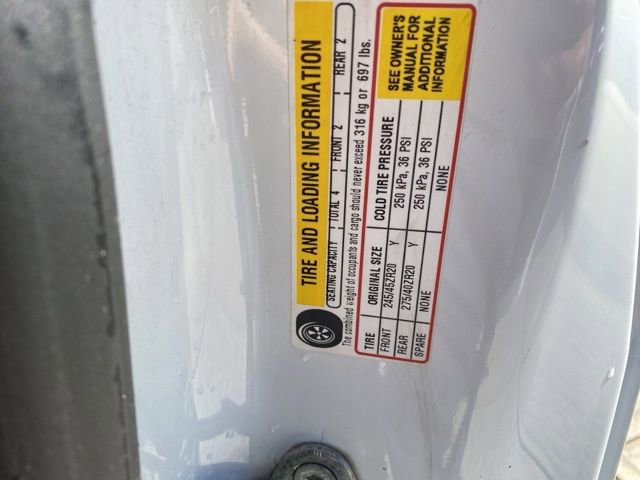 TIRE AND LOADING INFORMATION
SEATING CAPACITY TOTAL 4 FRONT 2 REAR 2
The combined weight of occupants and cargo should never exceed 316 kg or 697 lbs.
TIRE ORIGINAL SIZE COLD TIRE PRESSURE
FRONT 245/45ZR20 Y 250 kPa, 36 PSI
REAR 275/40ZR20 Y 250 kPa, 36 PSI
SPARE NONE NONE
SEE OWNER'S
MANUAL FOR
ADDITIONAL
INFORMATION